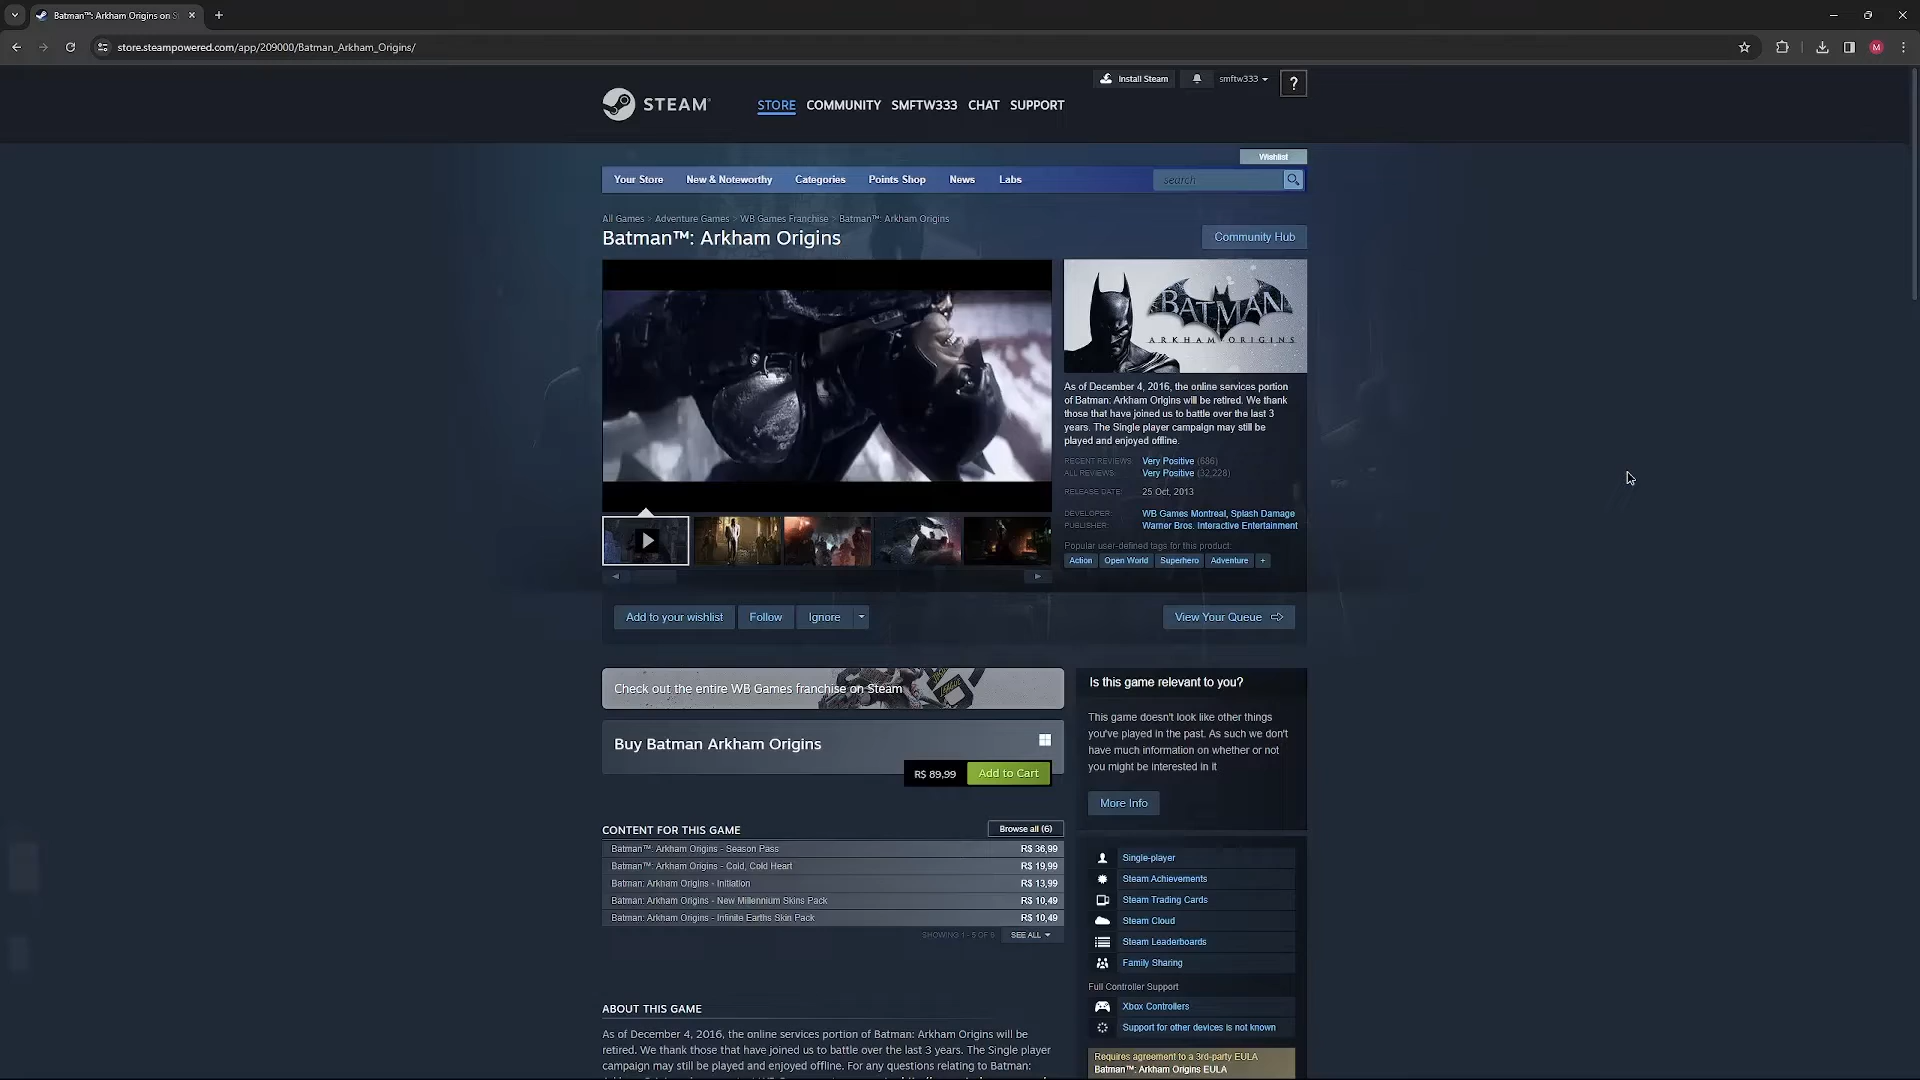 Batman™: Arkham Origins on S
store.steampowered.com/app/209000/Batman_Arkham_Origins/
M
Install Steam
smftw333
?
STEAM
STORE COMMUNITY SMFTW333 CHAT SUPPORT
Wishlist
Your Store New & Noteworthy Categories Points Shop News Labs
search
All Games > Adventure Games > WB Games Franchise > Batman™: Arkham Origins
Batman™: Arkham Origins
Community Hub
BATMAN
ARKHAM ORIGINS
As of December 4, 2016, the online services portion
of Batman: Arkham Origins will be retired. We thank
those that have joined us to battle over the last 3
years. The Single player campaign may still be
played and enjoyed offline.
RECENT REVIEWS: Very Positive (686)
ALL REVIEWS: Very Positive (32,228)
RELEASE DATE: 25 Oct, 2013
DEVELOPER: WB Games Montreal, Splash Damage
PUBLISHER: Warner Bros. Interactive Entertainment
Popular user-defined tags for this product:
Action Open World Superhero Adventure +
Add to your wishlist Follow Ignore
View Your Queue
Check out the entire WB Games franchise on Steam
Buy Batman Arkham Origins
R$ 89,99 Add to Cart
CONTENT FOR THIS GAME Browse all (6)
Batman™: Arkham Origins - Season Pass R$ 36,99
Batman™: Arkham Origins - Cold, Cold Heart R$ 19,99
Batman: Arkham Origins - Initiation R$ 13,99
Batman: Arkham Origins - New Millennium Skins Pack R$ 10,49
Batman: Arkham Origins - Infinite Earths Skin Pack R$ 10,49
SHOWING 1 - 5 OF 6 SEE ALL
ABOUT THIS GAME
As of December 4, 2016, the online services portion of Batman: Arkham Origins will be
retired. We thank those that have joined us to battle over the last 3 years. The Single player
campaign may still be played and enjoyed offline. For any questions relating to Batman:
Is this game relevant to you?
This game doesn't look like other things
you've played in the past. As such we don't
have much information on whether or not
you might be interested in it
More Info
Single-player
Steam Achievements
Steam Trading Cards
Steam Cloud
Steam Leaderboards
Family Sharing
Full Controller Support
Xbox Controllers
Support for other devices is not known
Requires agreement to a 3rd-party EULA
Batman™: Arkham Origins EULA